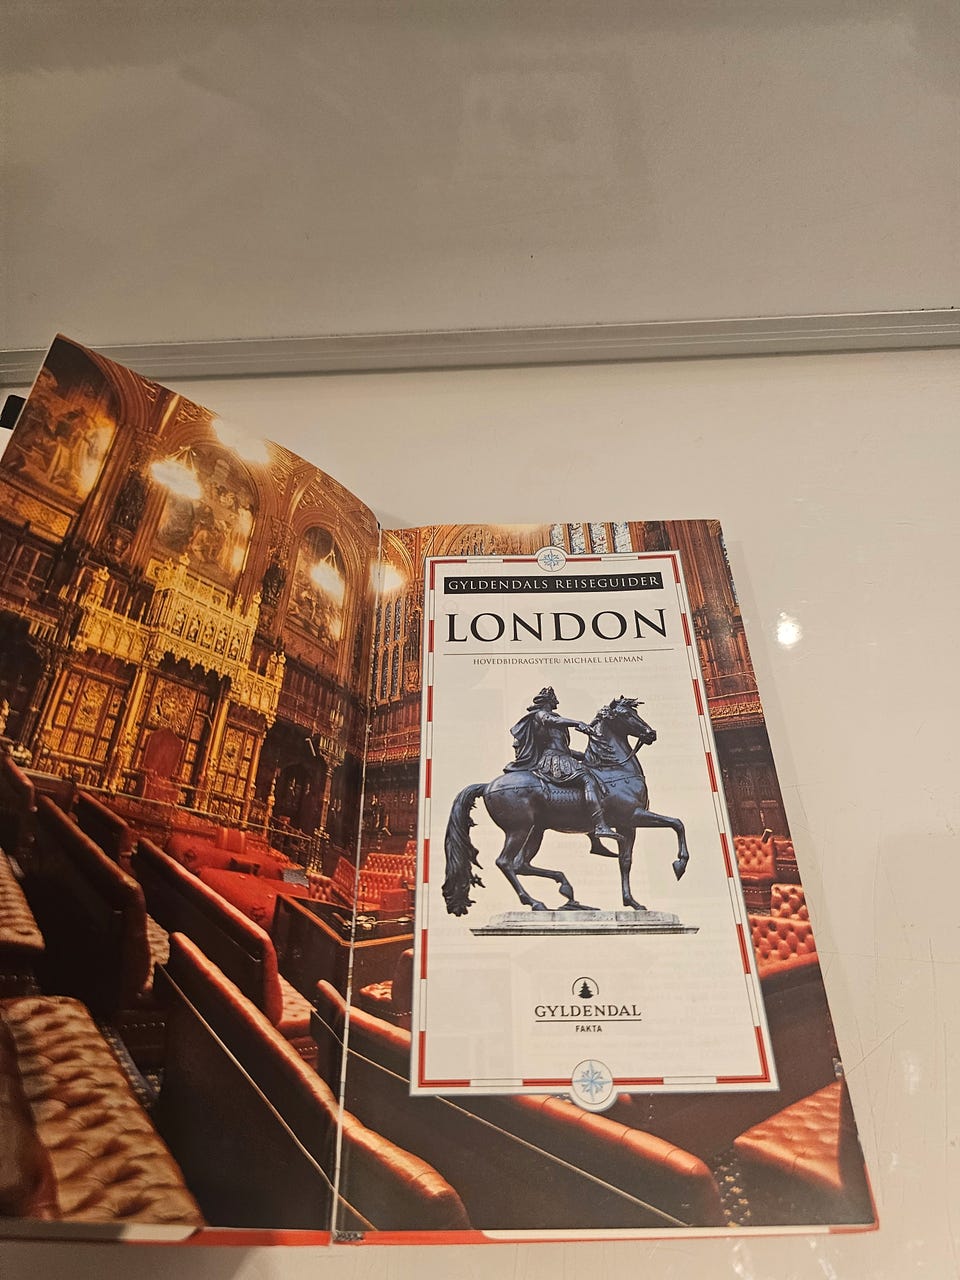 GYLDENDALS REISEGUIDER
LONDON
HOVEDBIDRAGSYTER: MICHAEL LEAPMAN
GYLDENDAL
FAKTA